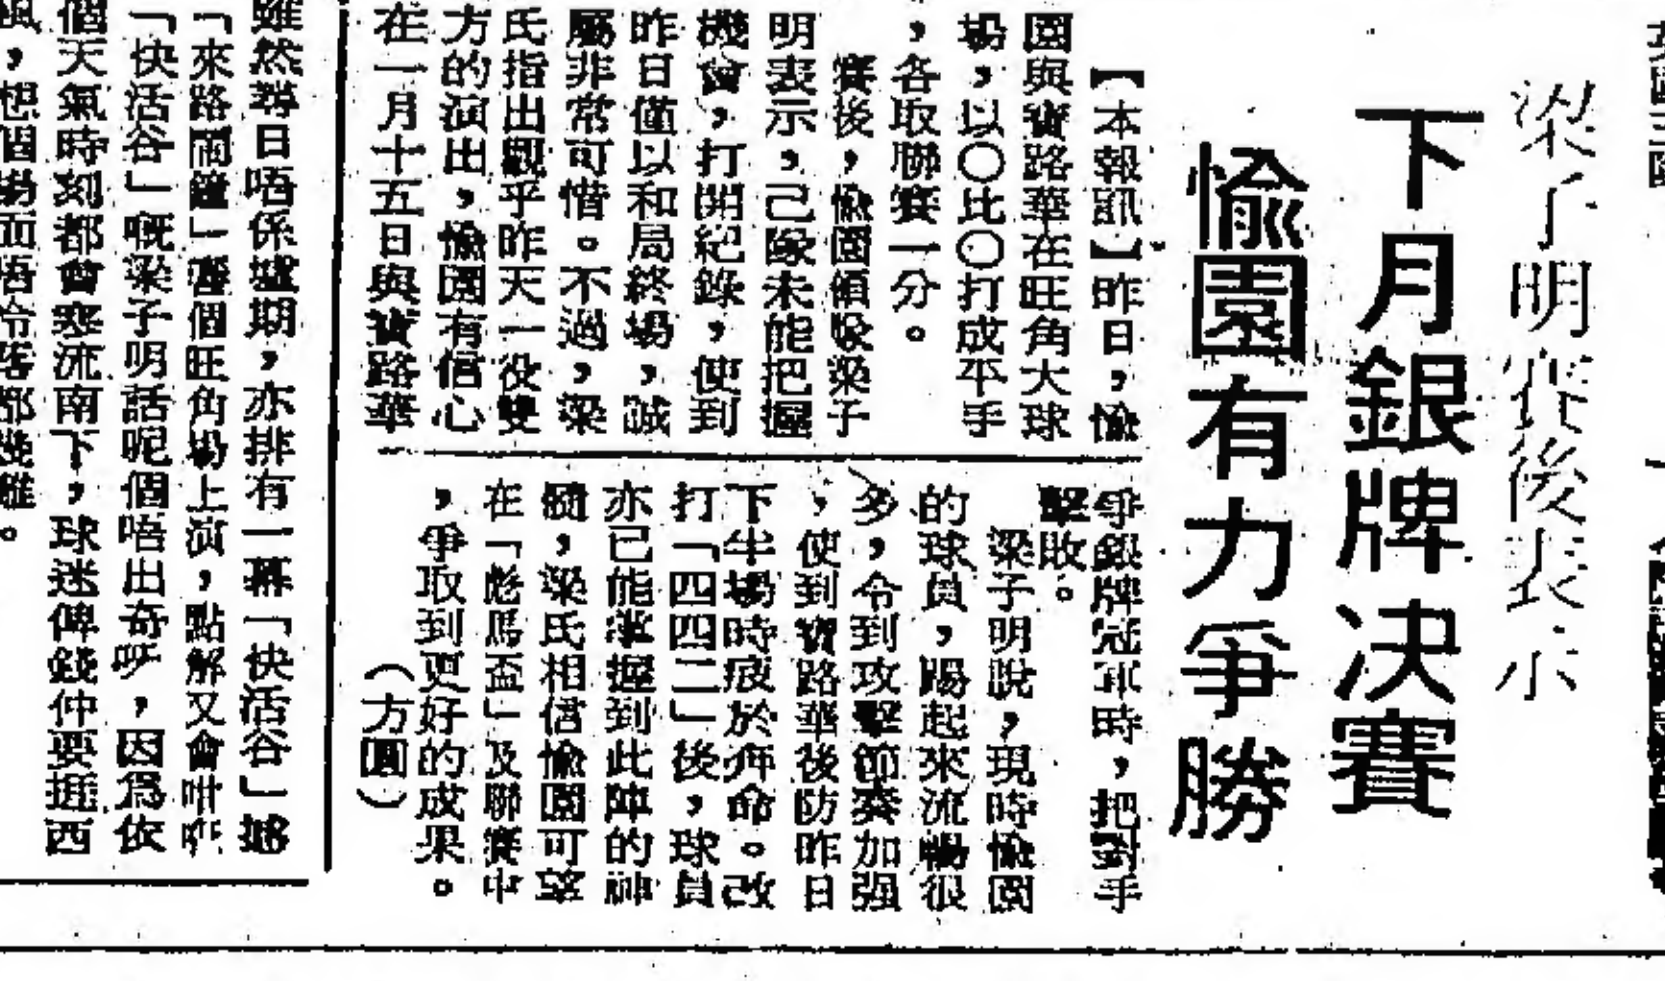 梁子明賽後表示
下月銀牌決賽
愉園有力爭勝
【本報訊】昨日,愉
園與寶路華在旺角大球
場,以〇比〇打成平手
,各取聯賽一分。
賽後,愉園領隊梁子
明表示,己隊未能把握
機會,打開紀錄,使到
昨日僅以和局終場,誠
屬非常可惜。不過,梁
氏指出觀乎昨天一役雙
方的演出,愉園有信心
在一月十五日與寶路華
爭銀牌冠軍時,把對手
擊敗。
梁子明說,現時愉園
的球員,踢起來流暢很
多,令到攻擊節奏加强
,使到寶路華後防昨日
下半場時疲於奔命。改
打「四四二」後,球員
亦已能掌握到此陣的神
髓,梁氏相信愉園可望
在「彪馬盃」及聯賽中
,爭取到更好的成果。
(方圓)
雖然尋日唔係墟期,亦排有一幕「快活谷」撼
「來路鬧鐘」嘅個旺角場上演,點解又會咁
「快活谷」嘅梁子明話呢個唔出奇吖,因爲依
個天氣時刻都會寒流南下,球迷俾錢仲要捱西
風,想個場面唔冷落都幾難。